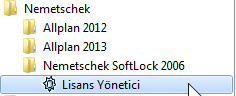 Nemetschek
Allplan 2012
Allplan 2013
Nemetschek SoftLock 2006
Lisans Yönetici